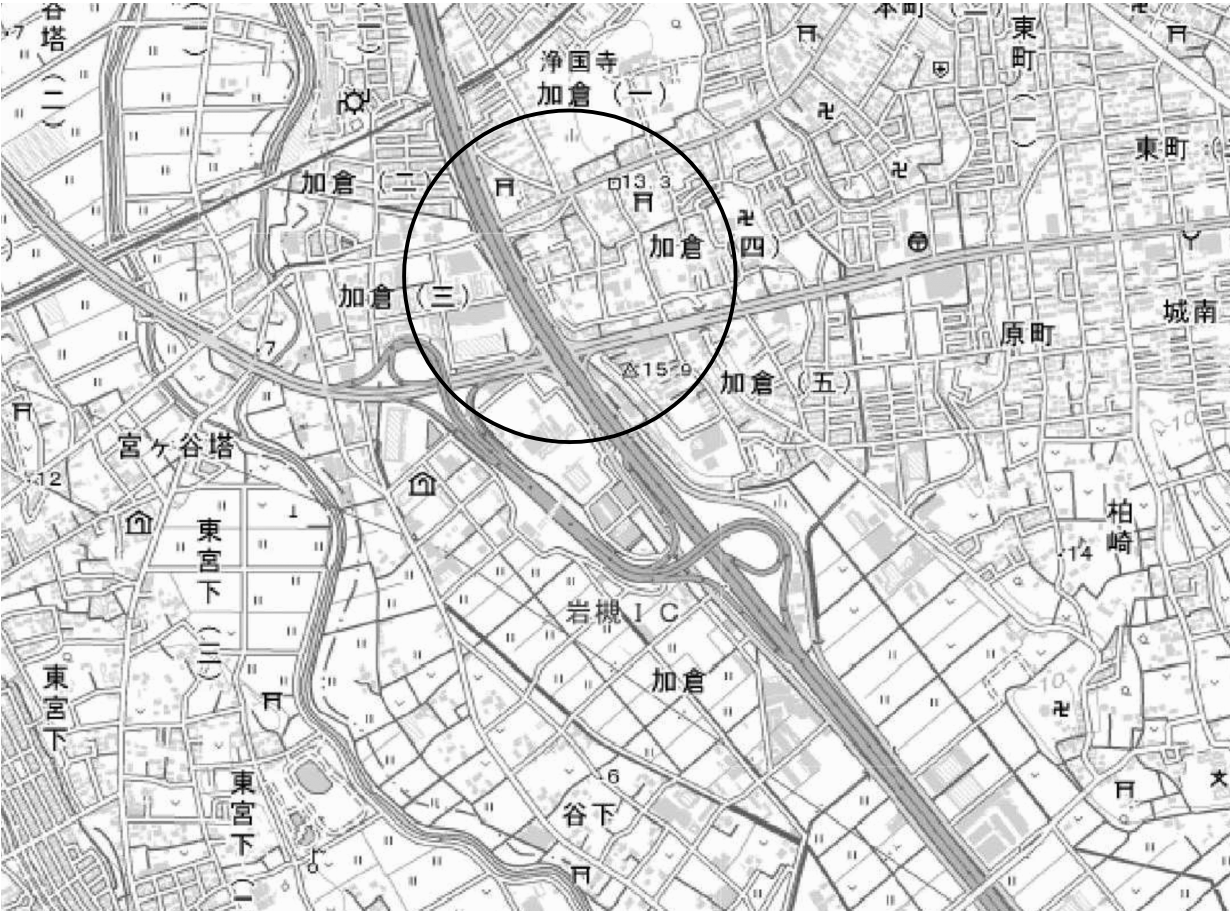 谷塔(二)
本町
東町(一)
浄国寺
加倉(一)
東町
加倉(二)
13.3
加倉(四)
加倉(三)
城南
原町
7
15.9
加倉(五)
宮ヶ谷塔
12
東宮下(三)
柏崎
14
岩槻IC
加倉
10
東宮下
東宮下
6
谷下